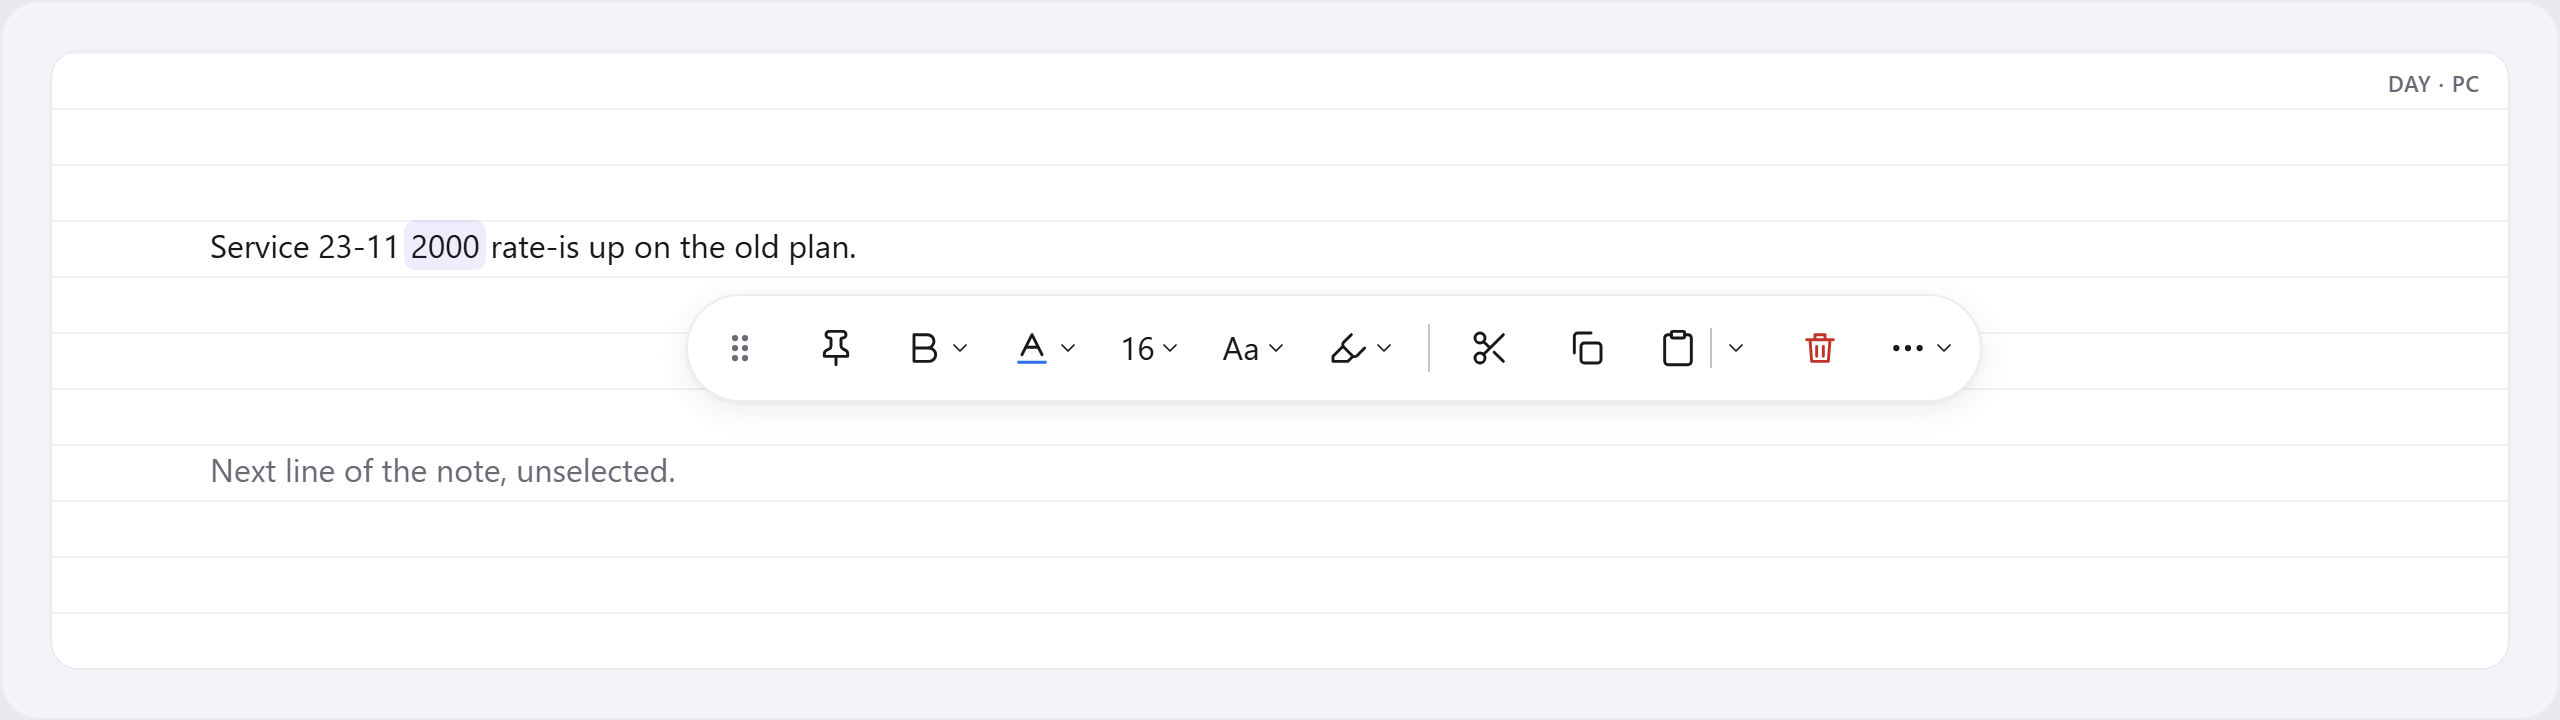 DAY · PC
Service 23-11 2000 rate-is up on the old plan.
B A 16 Aa
Next line of the note, unselected.